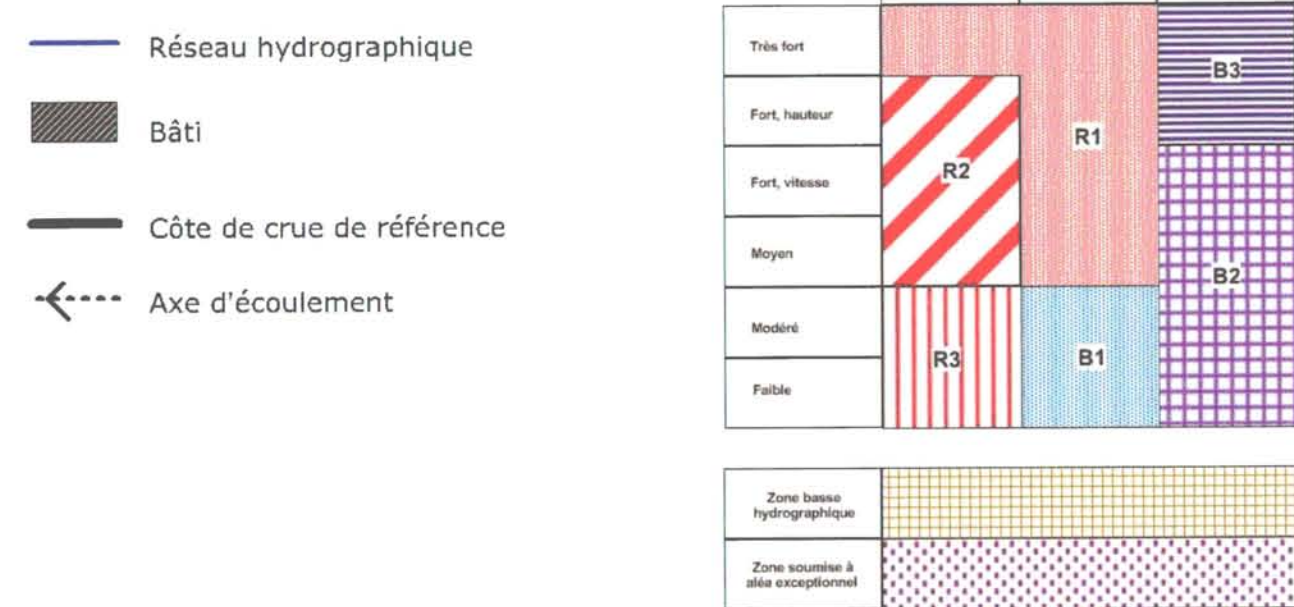 Réseau hydrographique
Bâti
Côte de crue de référence
Axe d'écoulement
Très fort
B3
Fort, hauteur
R1
R2
Fort, vitesse
Moyen
B2
Modéré
R3
B1
Faible
Zone basse
hydrographique
Zone soumise à
aléa exceptionnel